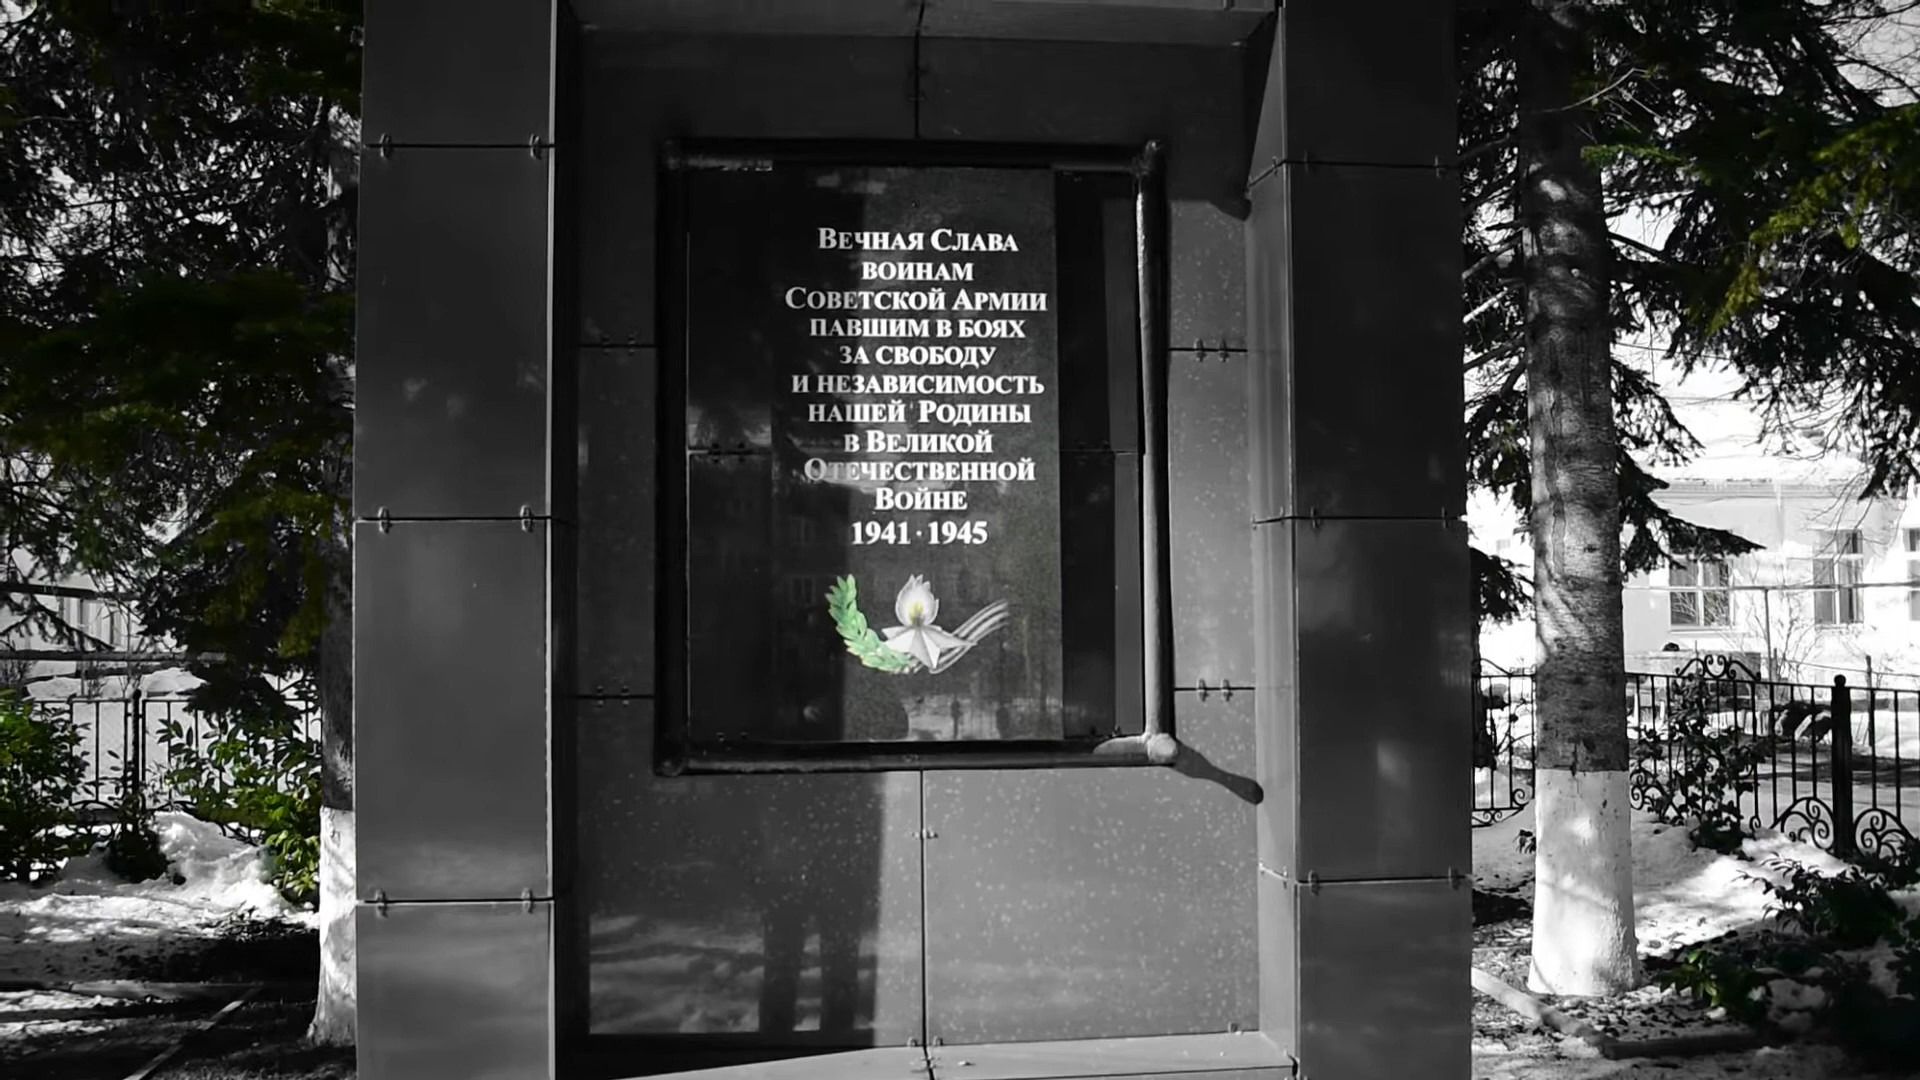 Вечная Слава
воинам
Советской Армии
павшим в боях
за свободу
и независимость
нашей Родины
в Великой
Отечественной
Войне
1941·1945